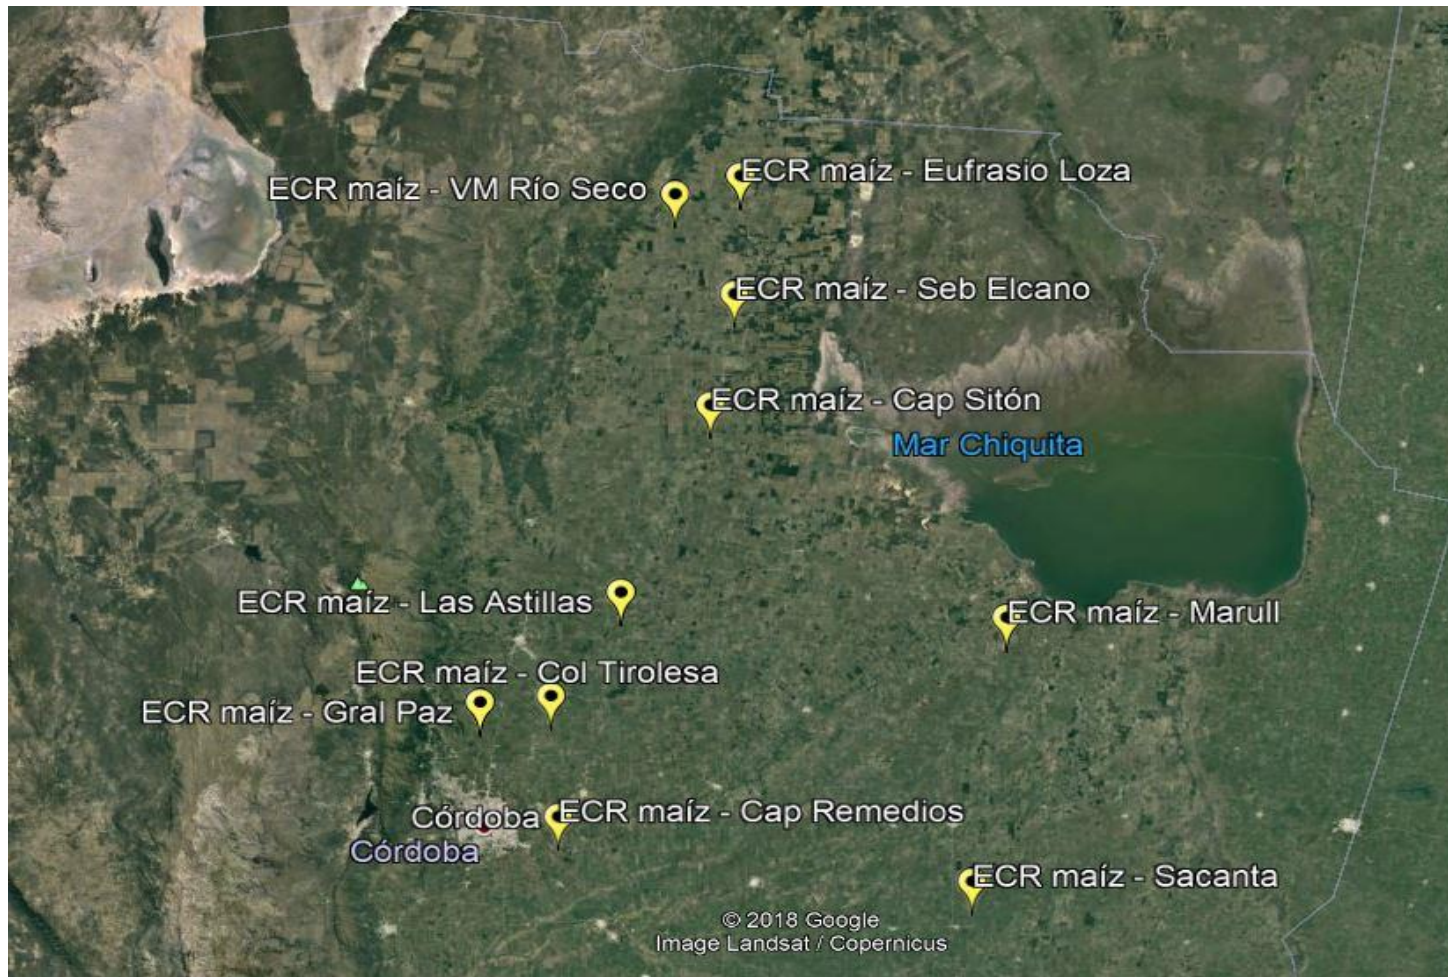 ECR maíz - Eufrasio Loza
ECR maíz - VM Río Seco
ECR maíz - Seb Elcano
ECR maíz - Cap Sitón
Mar Chiquita
ECR maíz - Las Astillas
ECR maíz - Marull
ECR maíz - Col Tirolesa
ECR maíz - Gral Paz
Córdoba
ECR maíz - Cap Remedios
Córdoba
ECR maíz - Sacanta
© 2018 Google
Image Landsat / Copernicus